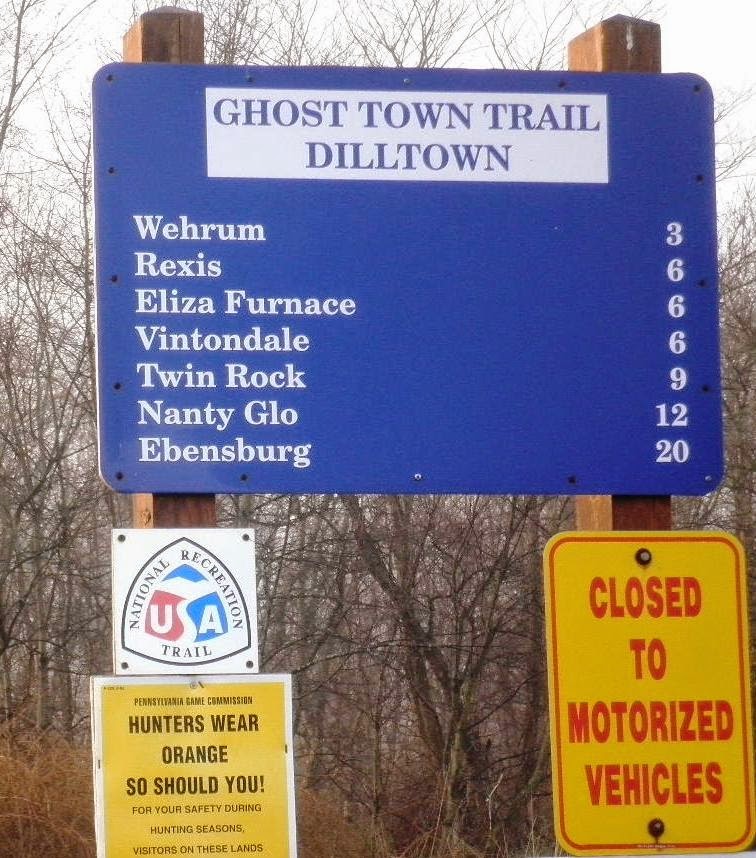 GHOST TOWN TRAIL
DILLTOWN
Wehrum 3
Rexis 6
Eliza Furnace 6
Vintondale 6
Twin Rock 9
Nanty Glo 12
Ebensburg 20
NATIONAL RECREATION
USA
TRAIL
PENNSYLVANIA GAME COMMISSION
HUNTERS WEAR
ORANGE
SO SHOULD YOU!
FOR YOUR SAFETY DURING
HUNTING SEASONS,
VISITORS ON THESE LANDS
CLOSED
TO
MOTORIZED
VEHICLES